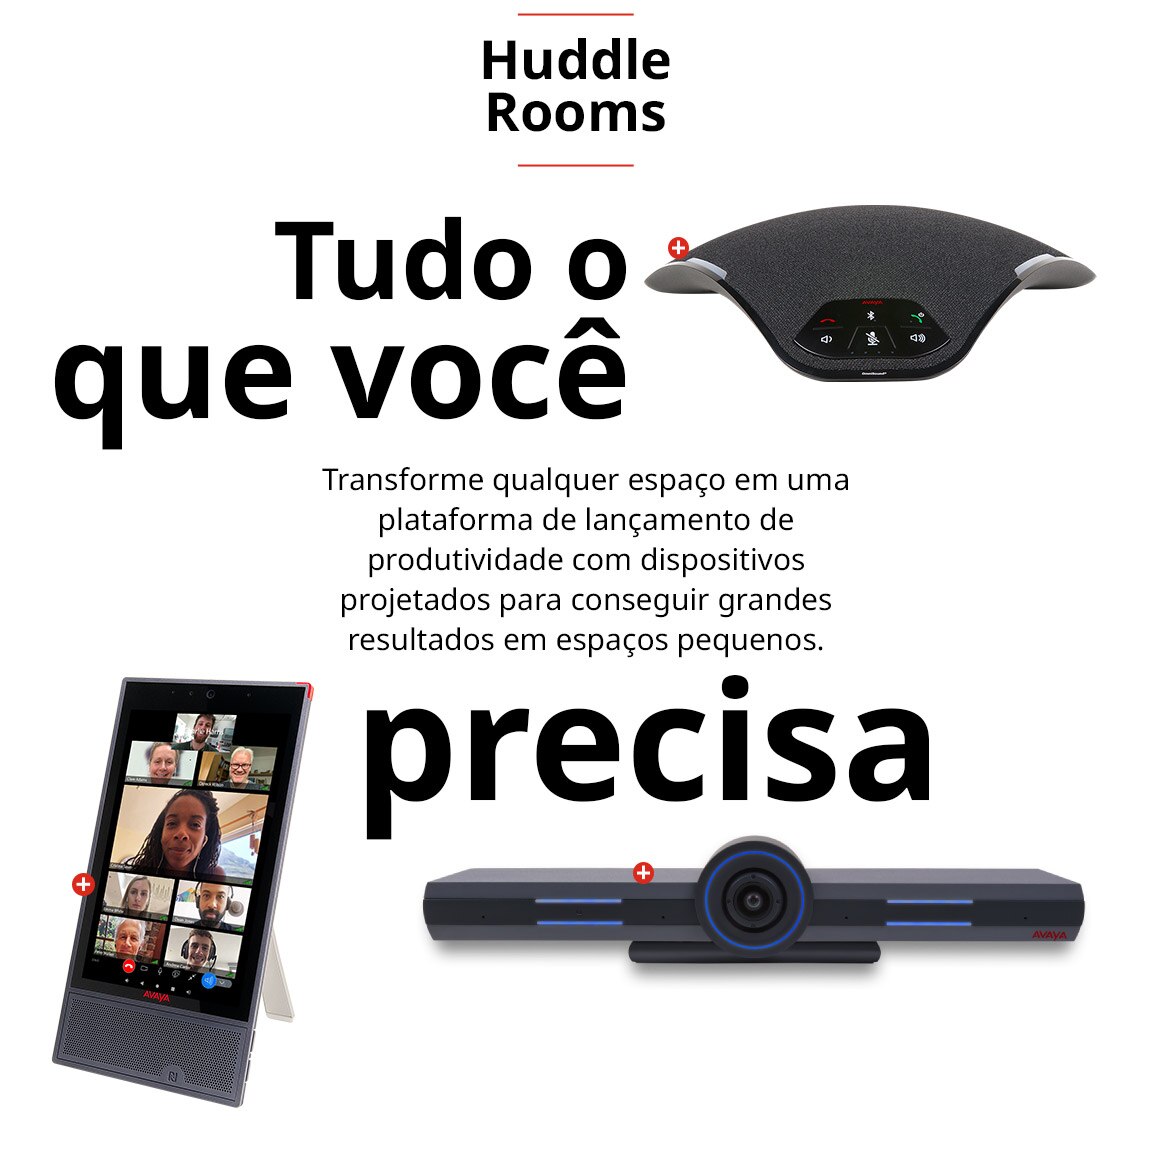 Huddle
Rooms
Tudo o
que você
AVAYA
Transforme qualquer espaço em uma
plataforma de lançamento de
produtividade com dispositivos
projetados para conseguir grandes
resultados em espaços pequenos.
precisa
AVAYA
AVAYA